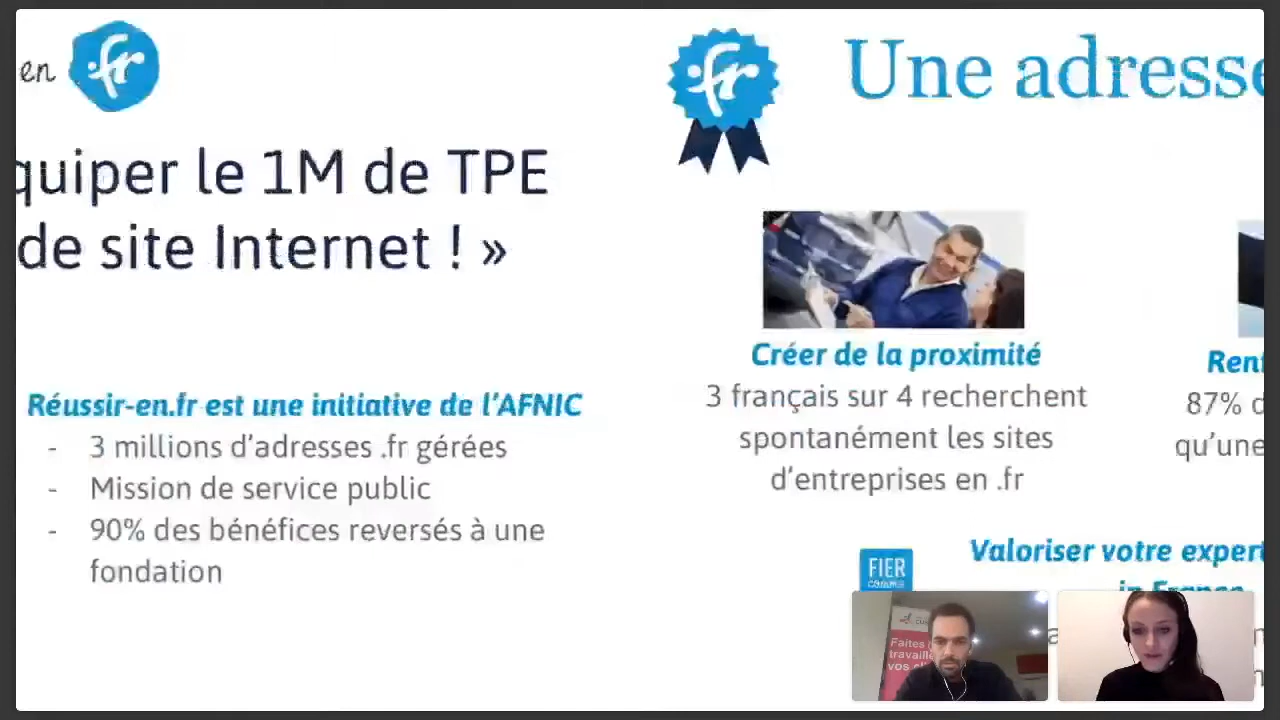 en .fr
quiper le 1M de TPE
de site Internet ! »
Réussir-en.fr est une initiative de l'AFNIC
- 3 millions d'adresses .fr gérées
- Mission de service public
- 90% des bénéfices reversés à une
fondation
.fr
Une adresse
Créer de la proximité
3 français sur 4 recherchent
spontanément les sites
d'entreprises en .fr
Ren
87% d
qu'une
Valoriser votre expert
in France
FIER
comme
Faites
travaille
vos